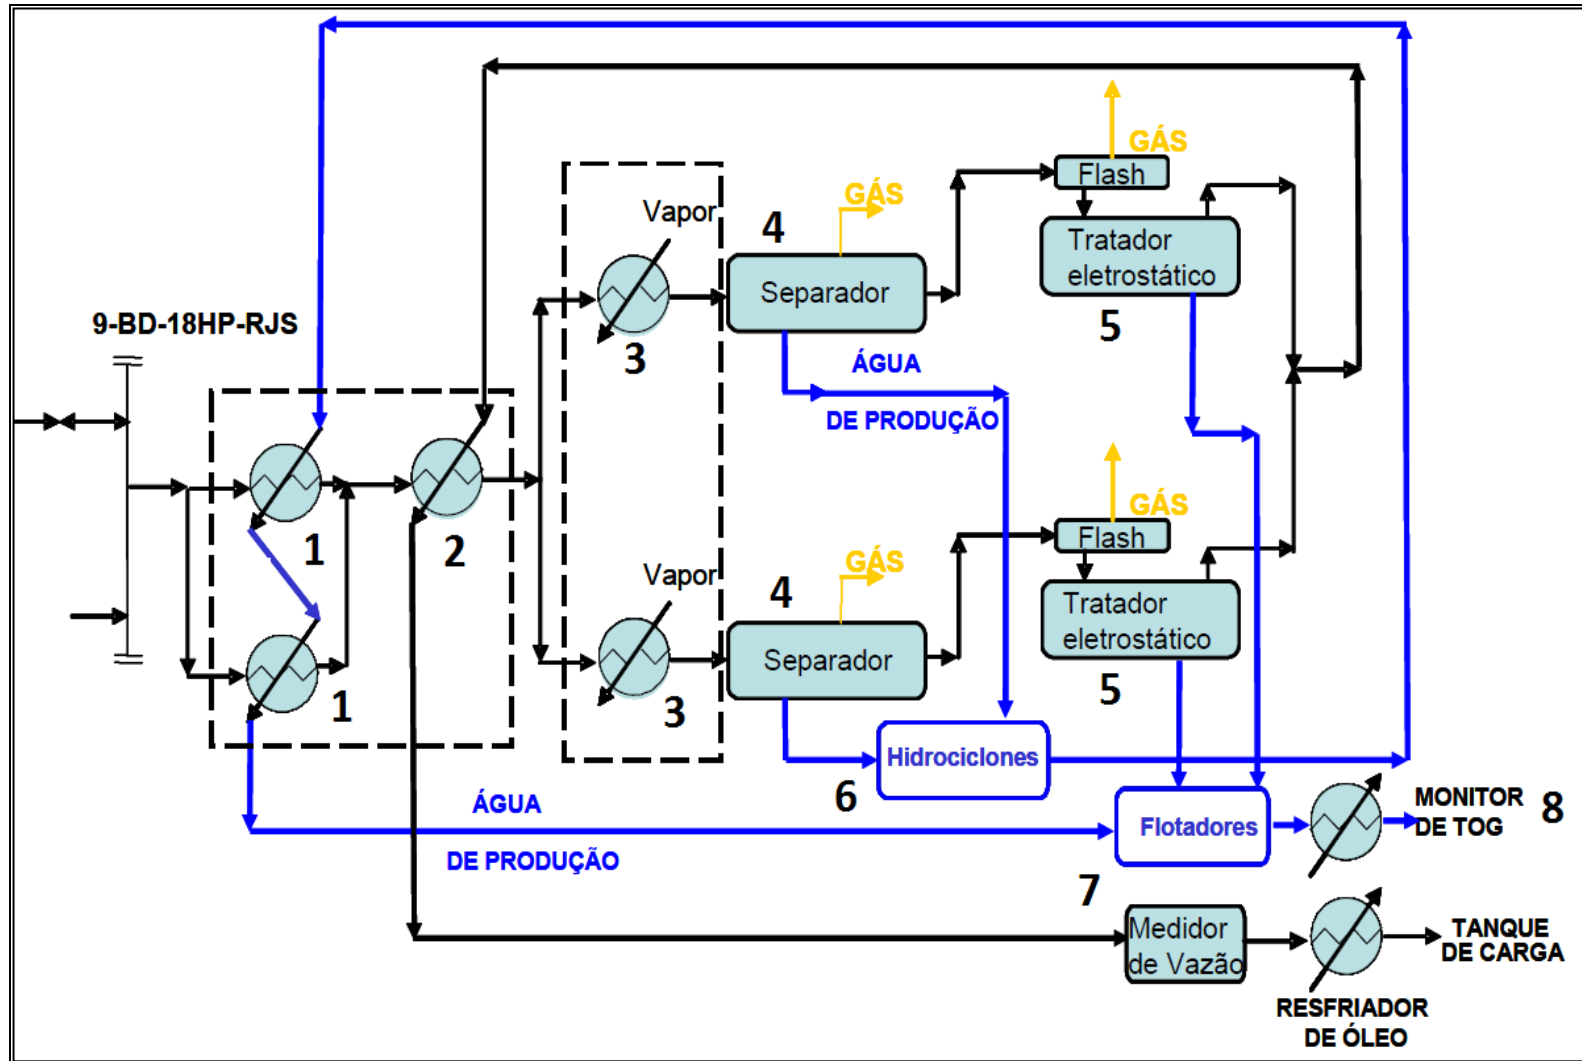 GÁS
Flash
Vapor
4
GÁS
Tratador
eletrostático
Separador
9-BD-18HP-RJS
3
5
ÁGUA
DE PRODUÇÃO
1
2
GÁS
Flash
Vapor
4
GÁS
Tratador
eletrostático
Separador
1
3
5
Hidrociclones
6
ÁGUA
DE PRODUÇÃO
Flotadores
MONITOR
DE TOG
8
7
Medidor
de Vazão
TANQUE
DE CARGA
RESFRIADOR
DE ÓLEO